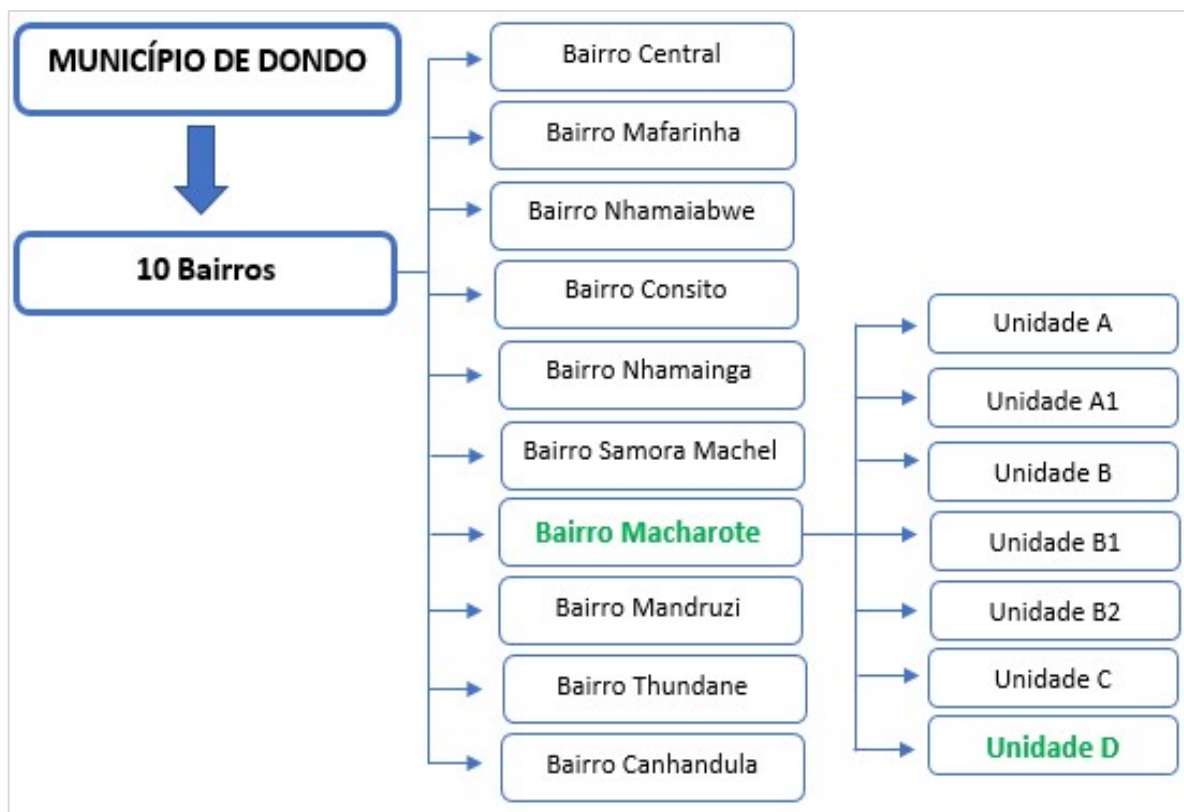 MUNICÍPIO DE DONDO
10 Bairros
Bairro Central
Bairro Mafarinha
Bairro Nhamaiabwe
Bairro Consito
Bairro Nhamainga
Bairro Samora Machel
Bairro Macharote
Bairro Mandruzi
Bairro Thundane
Bairro Canhandula
Unidade A
Unidade A1
Unidade B
Unidade B1
Unidade B2
Unidade C
Unidade D